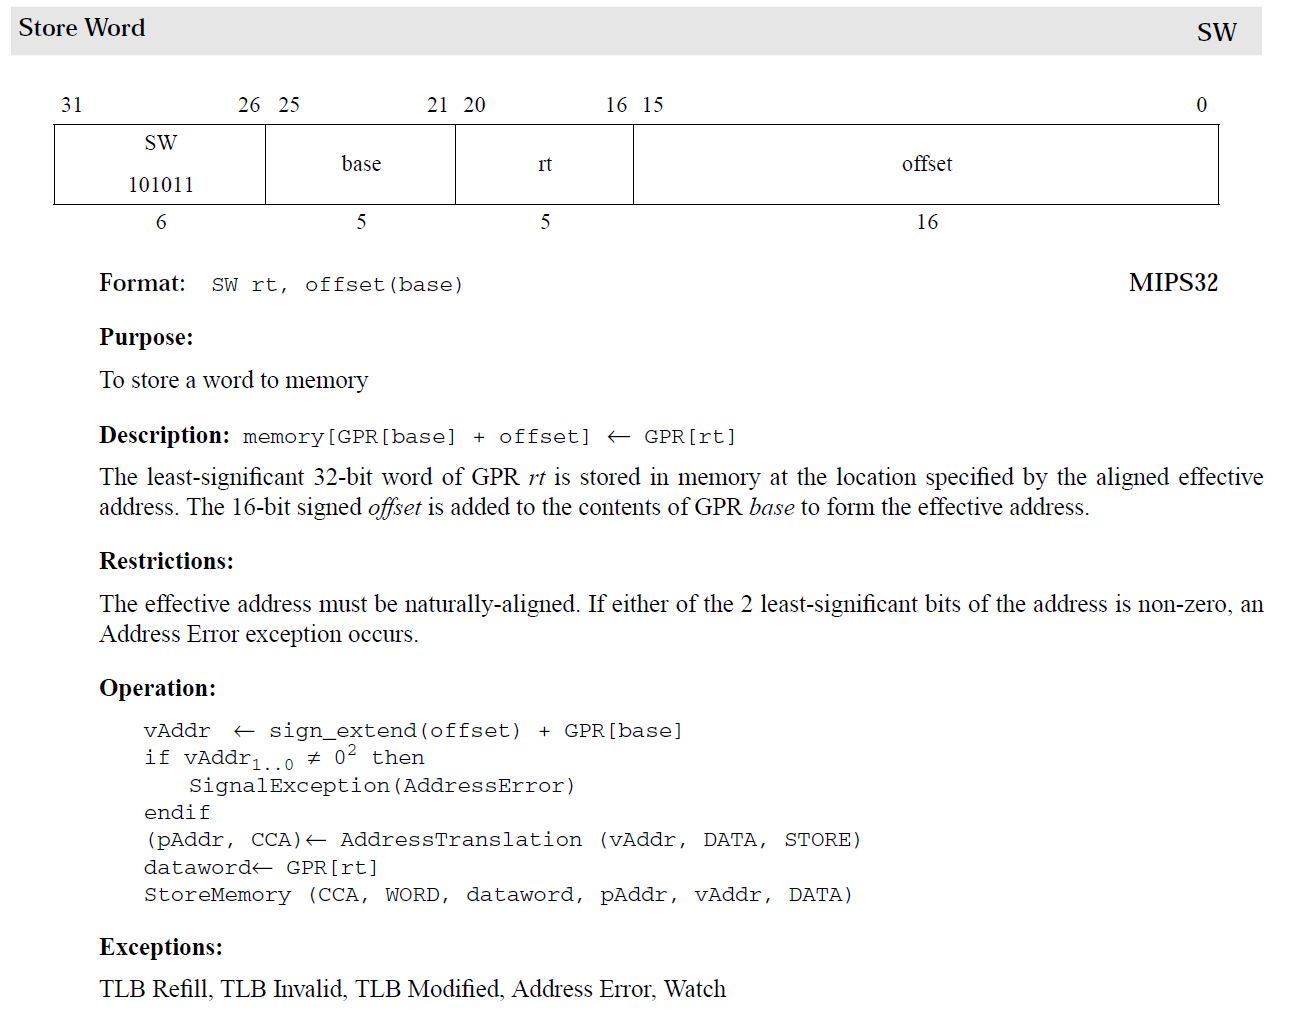 Store Word SW
31 26 25 21 20 16 15 0
SW
101011
base rt offset
6 5 5 16
Format: SW rt, offset(base) MIPS32
Purpose:
To store a word to memory
Description: memory[GPR[base] + offset] ← GPR[rt]
The least-significant 32-bit word of GPR rt is stored in memory at the location specified by the aligned effective
address. The 16-bit signed offset is added to the contents of GPR base to form the effective address.
Restrictions:
The effective address must be naturally-aligned. If either of the 2 least-significant bits of the address is non-zero, an
Address Error exception occurs.
Operation:
vAddr ← sign_extend(offset) + GPR[base]
if vAddr₁..₀ ≠ 0² then
SignalException(AddressError)
endif
(pAddr, CCA)← AddressTranslation (vAddr, DATA, STORE)
dataword← GPR[rt]
StoreMemory (CCA, WORD, dataword, pAddr, vAddr, DATA)
Exceptions:
TLB Refill, TLB Invalid, TLB Modified, Address Error, Watch